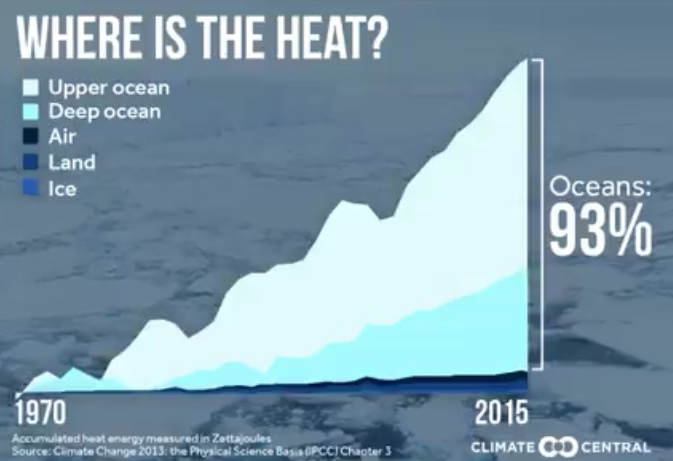 WHERE IS THE HEAT?
Upper ocean
Deep ocean
Air
Land
Ice
Oceans:
93%
1970
2015
Accumulated heat energy measured in Zettajoules
Source: Climate Change 2013: the Physical Science Basis (IPCC) Chapter 3
CLIMATE CENTRAL